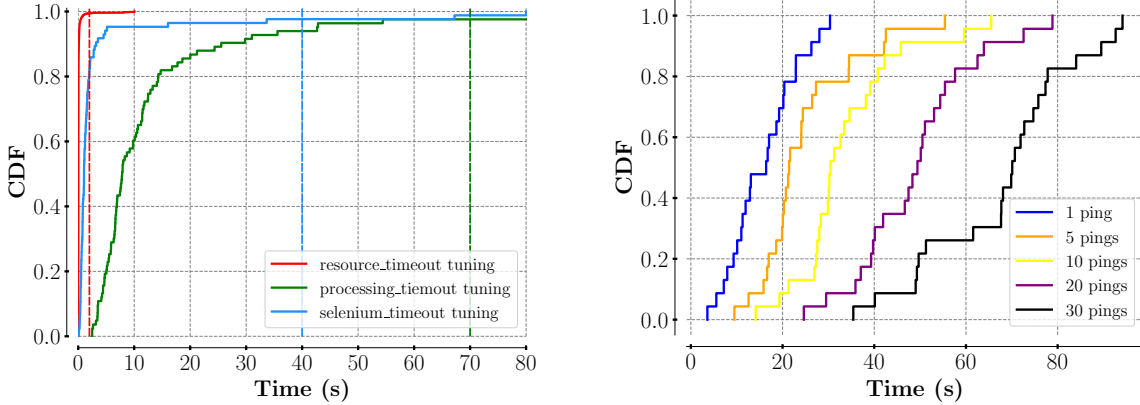 1.0
0.8
0.6
0.4
0.2
0.0
CDF
resource_timeout tuning
processing_tiemout tuning
selenium_timeout tuning
0 10 20 30 40 50 60 70 80
Time (s)
1.0
0.8
0.6
0.4
0.2
0.0
CDF
1 ping
5 pings
10 pings
20 pings
30 pings
0 20 40 60 80
Time (s)